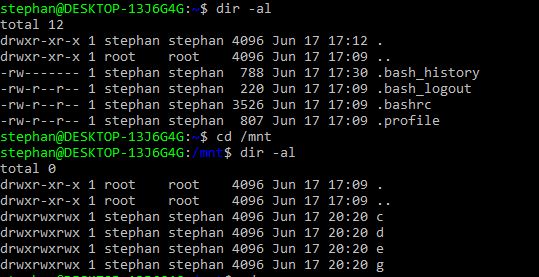 stephan@DESKTOP-13J6G4G:~$ dir -al
total 12
drwxr-xr-x 1 stephan stephan 4096 Jun 17 17:12 .
drwxr-xr-x 1 root    root    4096 Jun 17 17:09 ..
-rw------- 1 stephan stephan  788 Jun 17 17:30 .bash_history
-rw-r--r-- 1 stephan stephan  220 Jun 17 17:09 .bash_logout
-rw-r--r-- 1 stephan stephan 3526 Jun 17 17:09 .bashrc
-rw-r--r-- 1 stephan stephan  807 Jun 17 17:09 .profile
stephan@DESKTOP-13J6G4G:~$ cd /mnt
stephan@DESKTOP-13J6G4G:/mnt$ dir -al
total 0
drwxr-xr-x 1 root    root    4096 Jun 17 17:09 .
drwxr-xr-x 1 root    root    4096 Jun 17 17:09 ..
drwxrwxrwx 1 stephan stephan 4096 Jun 17 20:20 c
drwxrwxrwx 1 stephan stephan 4096 Jun 17 20:20 d
drwxrwxrwx 1 stephan stephan 4096 Jun 17 20:20 e
drwxrwxrwx 1 stephan stephan 4096 Jun 17 20:20 g